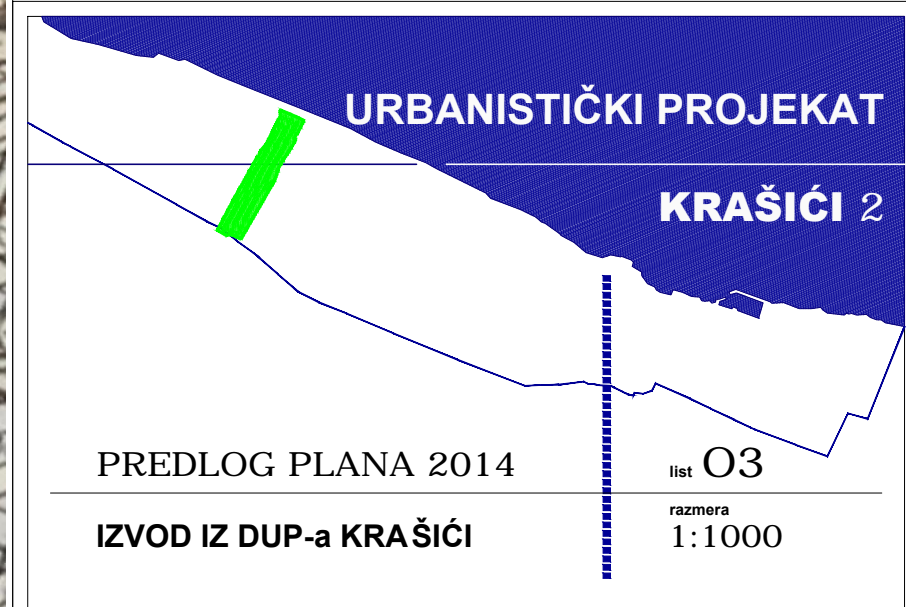 URBANISTIČKI PROJEKAT
KRAŠIĆI 2
PREDLOG PLANA 2014
list O3
IZVOD IZ DUP-a KRAŠIĆI
razmera
1:1000